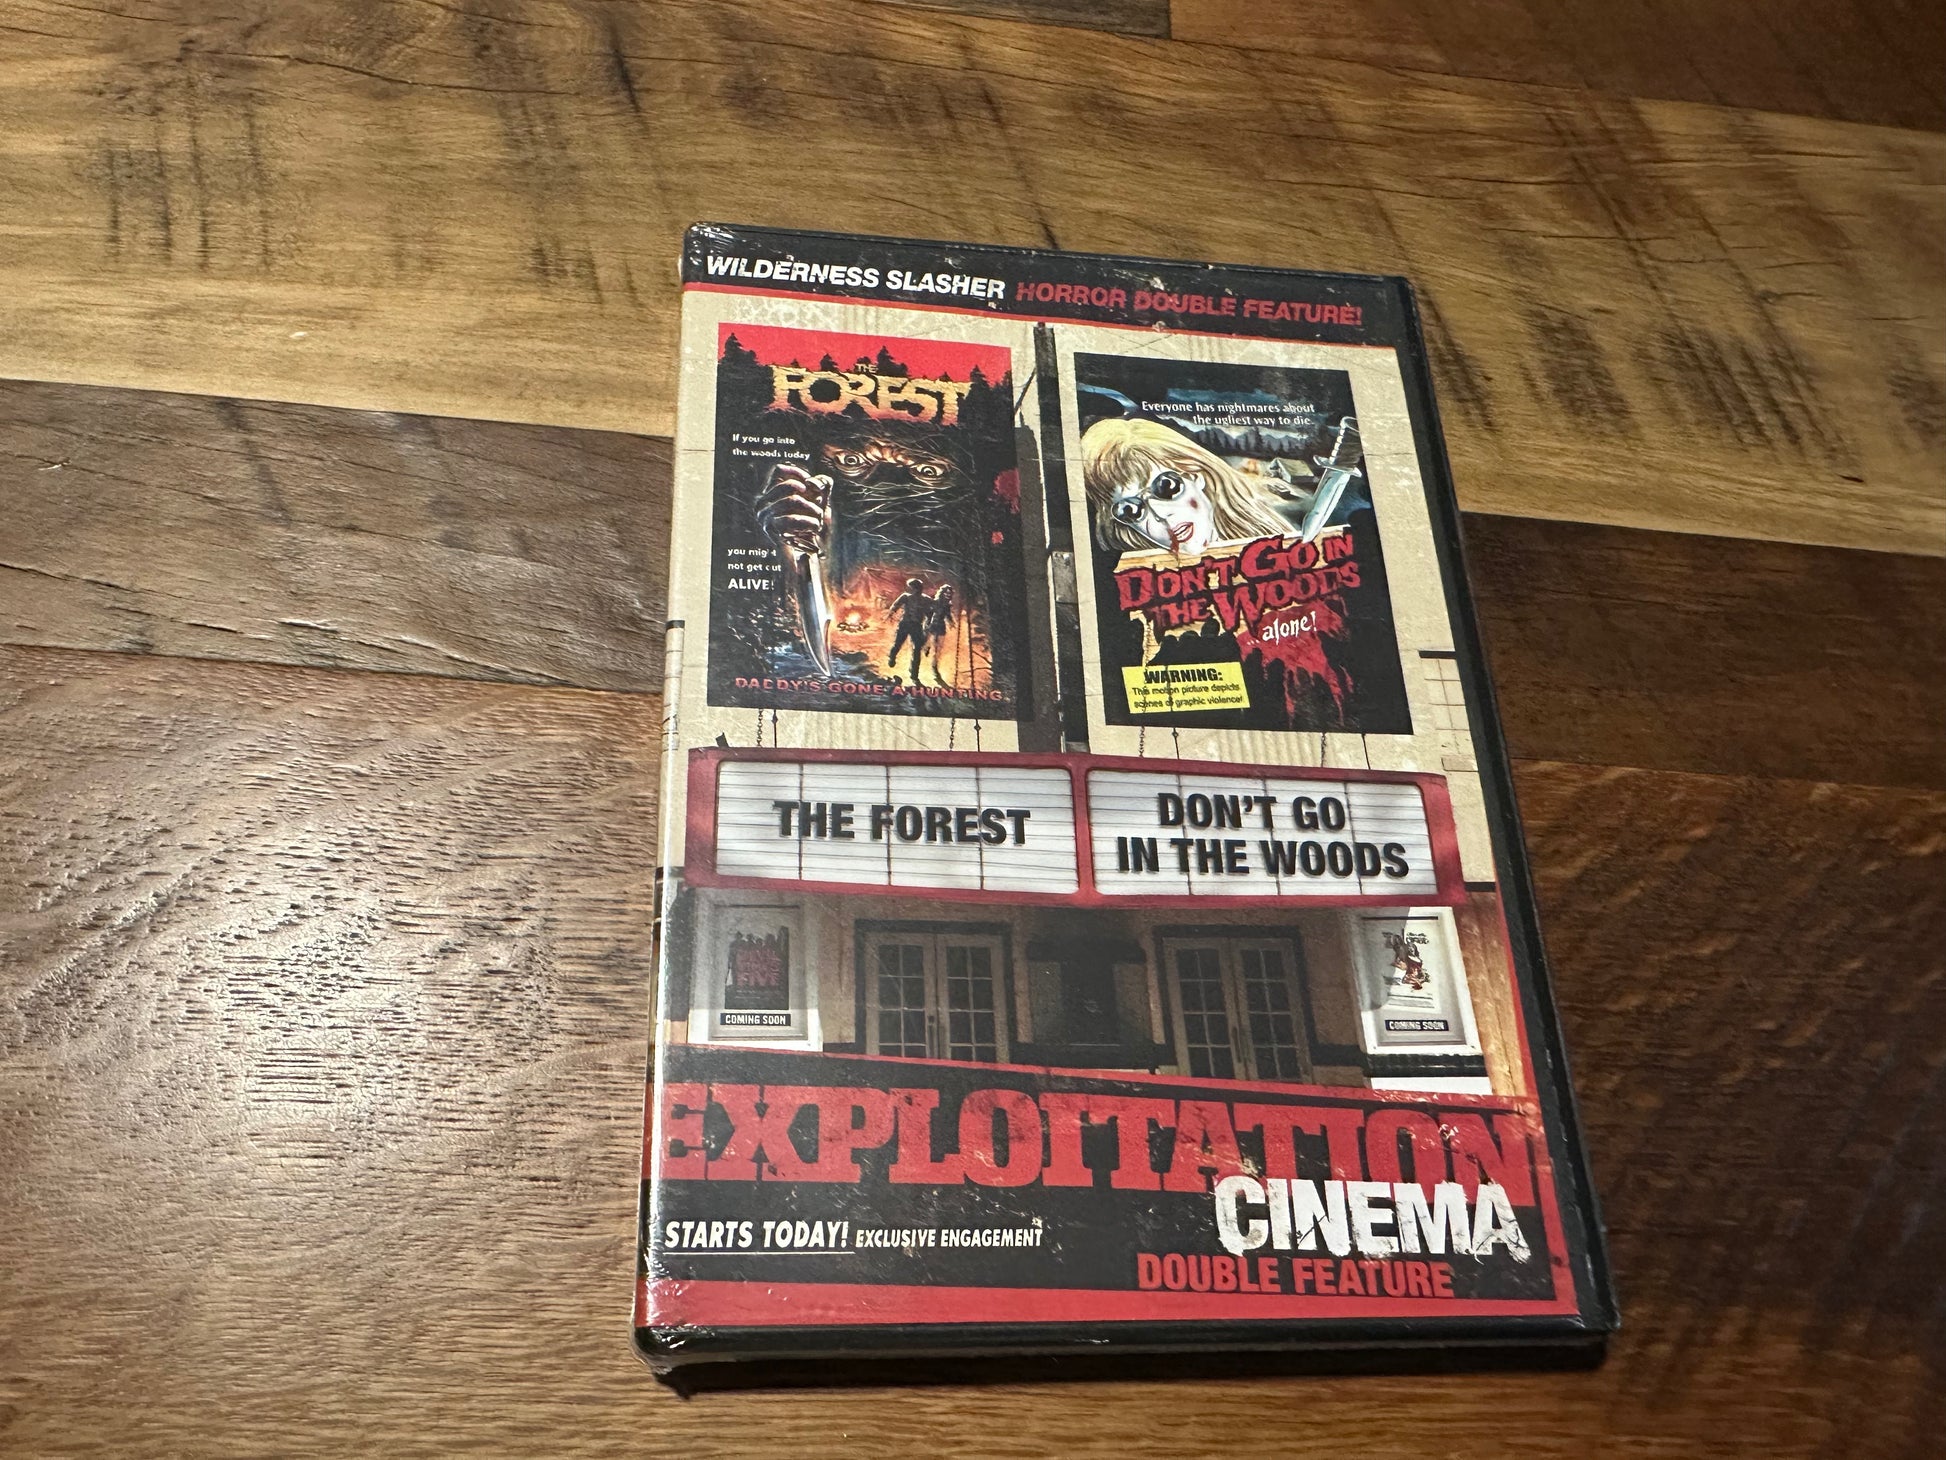 WILDERNESS SLASHER HORROR DOUBLE FEATURE!
THE
FOREST
If you go into
the woods today
you might
not get out
ALIVE!
DADDY'S GONE A HUNTING
Everyone has nightmares about
the ugliest way to die.
DON'T GO IN
THE WOODS
...alone!
WARNING:
This motion picture depicts
scenes of graphic violence!
THE FOREST
DON'T GO
IN THE WOODS
COMING SOON
COMING SOON
EXPLOITATION
CINEMA
STARTS TODAY! EXCLUSIVE ENGAGEMENT
DOUBLE FEATURE